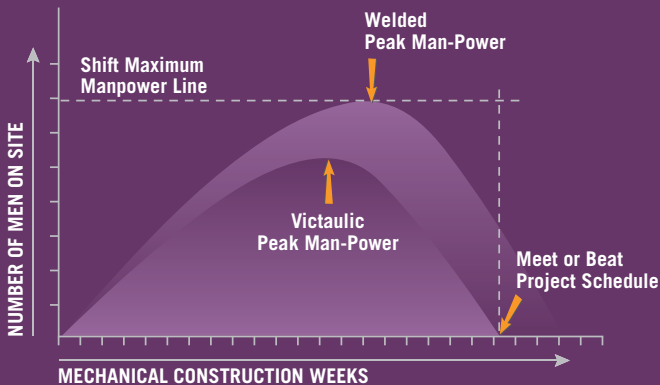 Welded
Peak Man-Power
Shift Maximum
Manpower Line
Victaulic
Peak Man-Power
Meet or Beat
Project Schedule
NUMBER OF MEN ON SITE
MECHANICAL CONSTRUCTION WEEKS